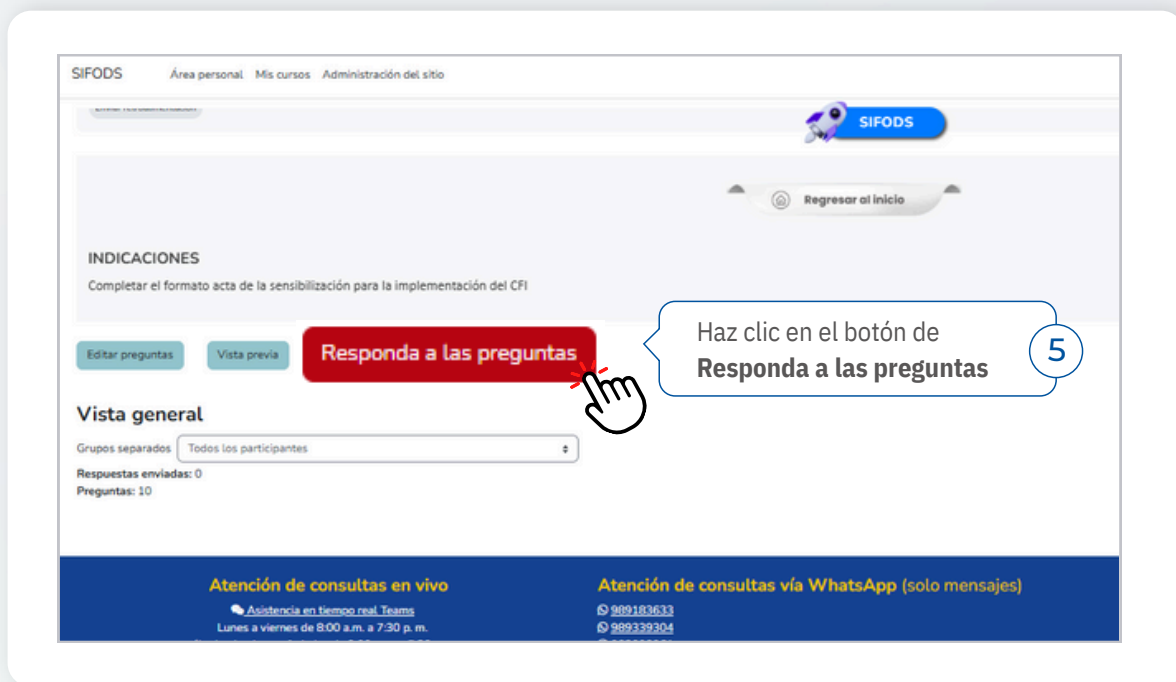 SIFODS Área personal Mis cursos Administración del sitio
SIFODS
Regresar al inicio
INDICACIONES
Completar el formato acta de la sensibilización para la implementación del CFI
Editar preguntas Vista previa Responda a las preguntas
Haz clic en el botón de
Responda a las preguntas
5
Vista general
Grupos separados Todos los participantes
Respuestas enviadas: 0
Preguntas: 10
Atención de consultas en vivo
Asistencia en tiempo real Teams
Lunes a viernes de 8:00 a.m. a 7:30 p. m.
Atención de consultas vía WhatsApp (solo mensajes)
989183633
989339304